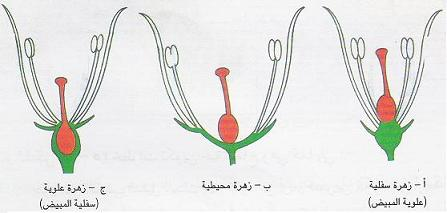 أ - زهرة سفلية
(علوية المبيض)
ب - زهرة محيطية
ج - زهرة علوية
(سفلية المبيض)